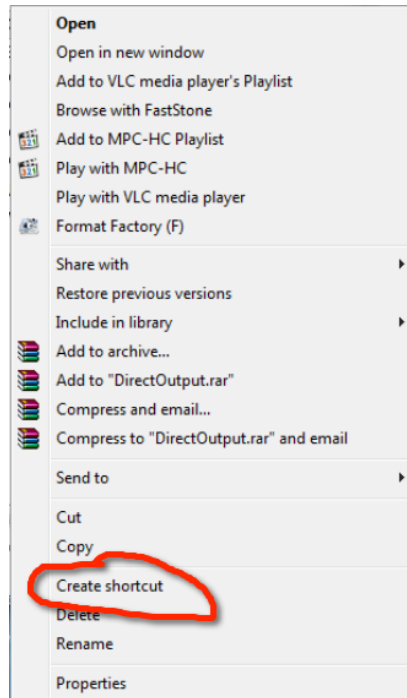 Open
Open in new window
Add to VLC media player's Playlist
Browse with FastStone
Add to MPC-HC Playlist
Play with MPC-HC
Play with VLC media player
Format Factory (F)
Share with
Restore previous versions
Include in library
Add to archive...
Add to "DirectOutput.rar"
Compress and email...
Compress to "DirectOutput.rar" and email
Send to
Cut
Copy
Create shortcut
Delete
Rename
Properties